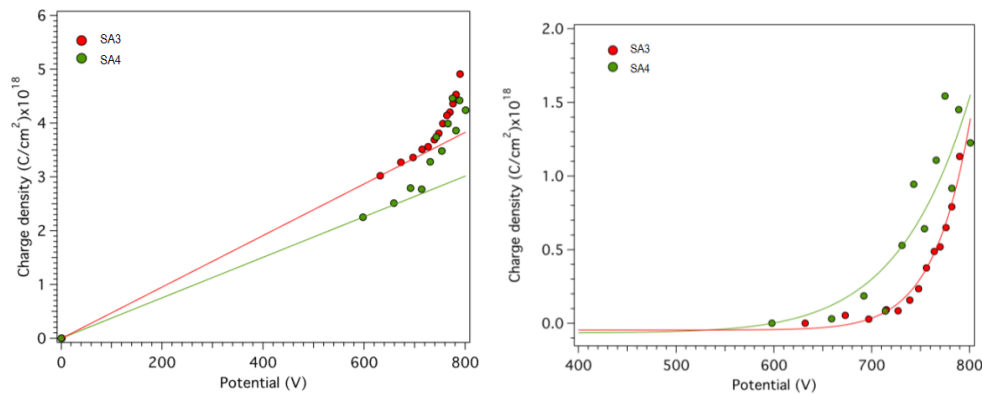 6
5
4
3
2
1
0
Charge density (C/cm²)x10¹⁸
SA3
SA4
0
200
400
600
800
Potential (V)
2.0
1.5
1.0
0.5
0.0
Charge density (C/cm²)x10¹⁸
SA3
SA4
400
500
600
700
800
Potential (V)